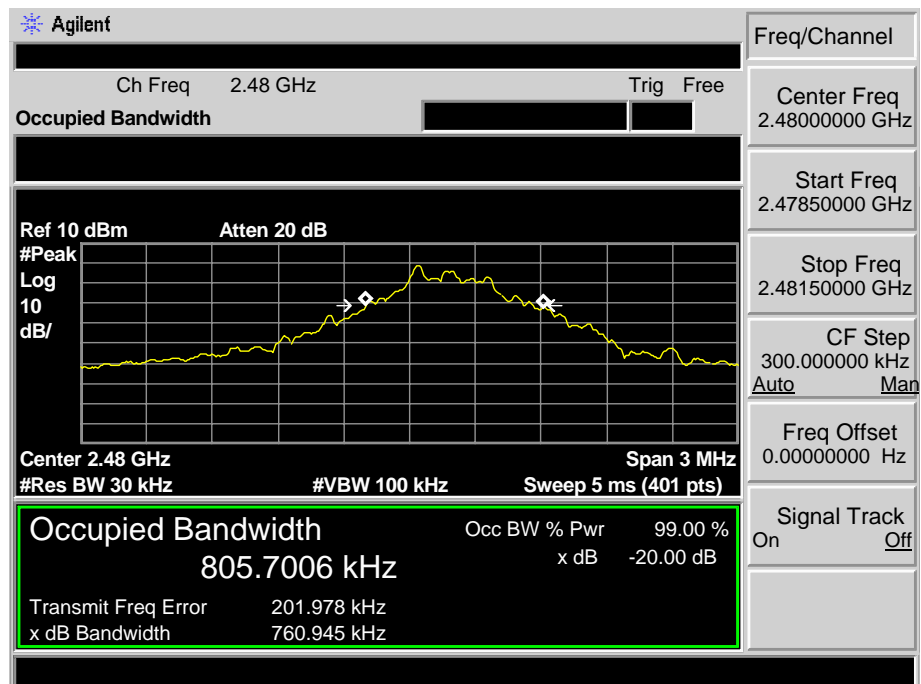 Agilent
Freq/Channel
Ch Freq 2.48 GHz Trig Free
Occupied Bandwidth
Center Freq
2.48000000 GHz
Start Freq
2.47850000 GHz
Stop Freq
2.48150000 GHz
CF Step
300.000000 kHz
Auto Man
Freq Offset
0.00000000 Hz
Signal Track
On Off
Ref 10 dBm Atten 20 dB
#Peak
Log
10
dB/
Center 2.48 GHz Span 3 MHz
#Res BW 30 kHz #VBW 100 kHz Sweep 5 ms (401 pts)
Occupied Bandwidth Occ BW % Pwr 99.00 %
805.7006 kHz x dB -20.00 dB
Transmit Freq Error 201.978 kHz
x dB Bandwidth 760.945 kHz